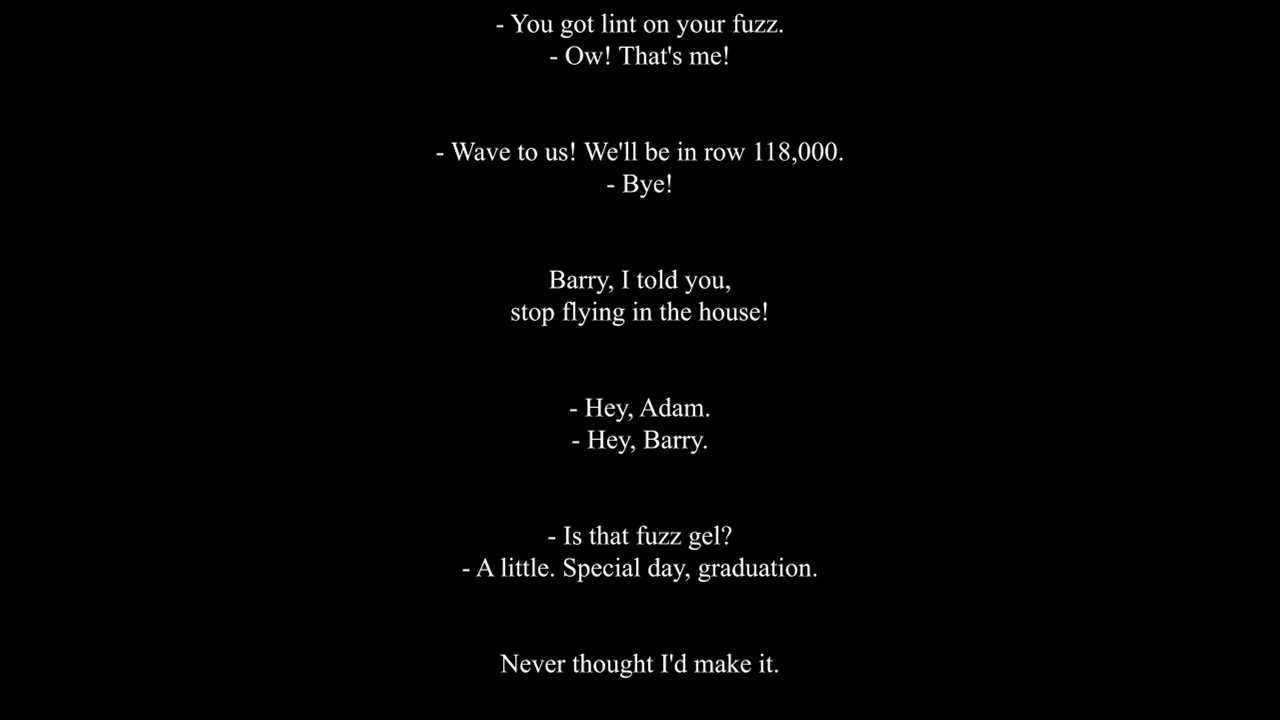 - You got lint on your fuzz.
- Ow! That's me!
- Wave to us! We'll be in row 118,000.
- Bye!
Barry, I told you,
stop flying in the house!
- Hey, Adam.
- Hey, Barry.
- Is that fuzz gel?
- A little. Special day, graduation.
Never thought I'd make it.